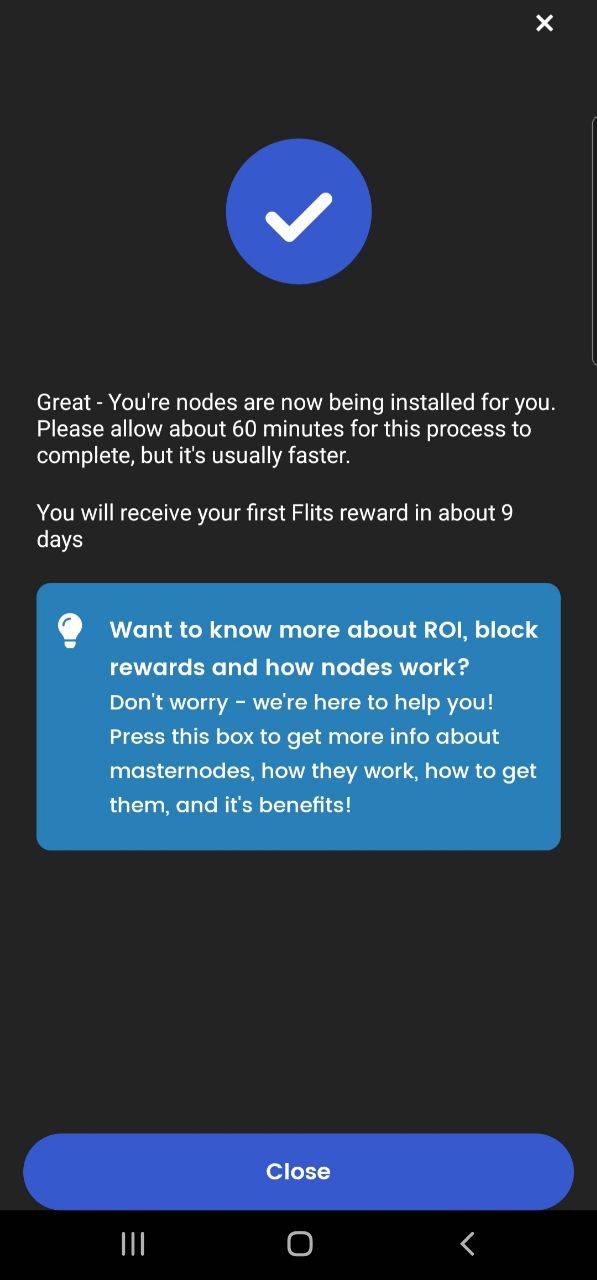 Great - You're nodes are now being installed for you.
Please allow about 60 minutes for this process to
complete, but it's usually faster.
You will receive your first Flits reward in about 9
days
Want to know more about ROI, block
rewards and how nodes work?
Don't worry - we're here to help you!
Press this box to get more info about
masternodes, how they work, how to get
them, and it's benefits!
Close